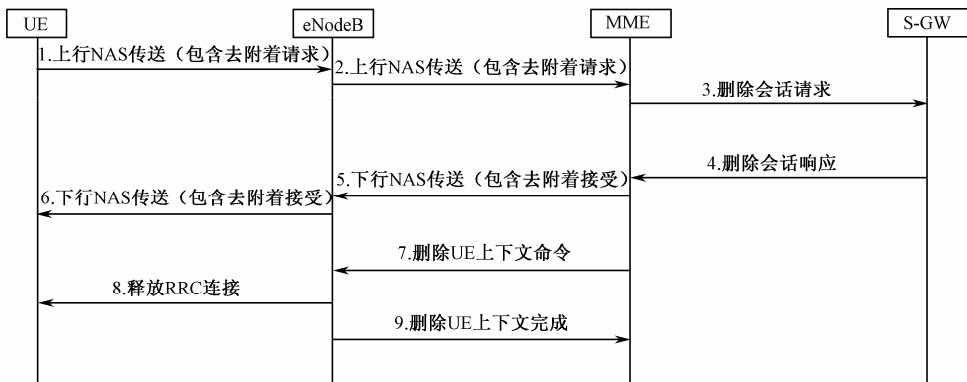 UE
eNodeB
MME
S-GW
1.上行NAS传送（包含去附着请求）
2.上行NAS传送（包含去附着请求）
3.删除会话请求
4.删除会话响应
5.下行NAS传送（包含去附着接受）
6.下行NAS传送（包含去附着接受）
7.删除UE上下文命令
8.释放RRC连接
9.删除UE上下文完成